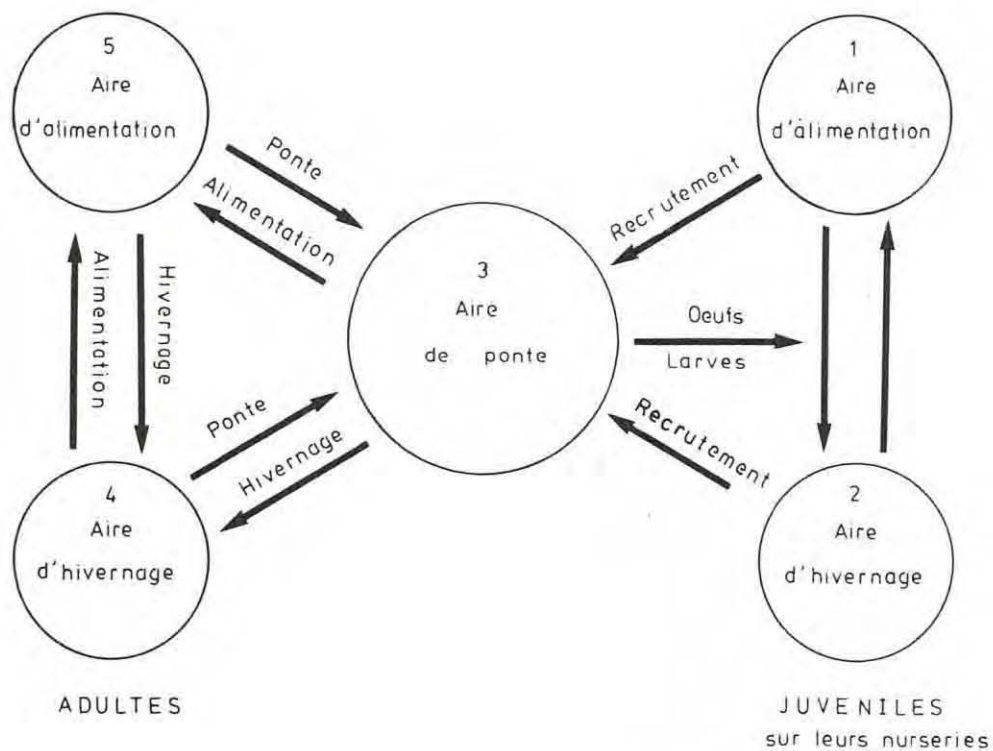 5
Aire
d'alimentation
1
Aire
d'alimentation
Ponte
Alimentation
Recrutement
Alimentation
Hivernage
3
Aire
de ponte
Oeufs
Larves
Ponte
Hivernage
Recrutement
4
Aire
d'hivernage
2
Aire
d'hivernage
ADULTES
JUVENILES
sur leurs nurseries